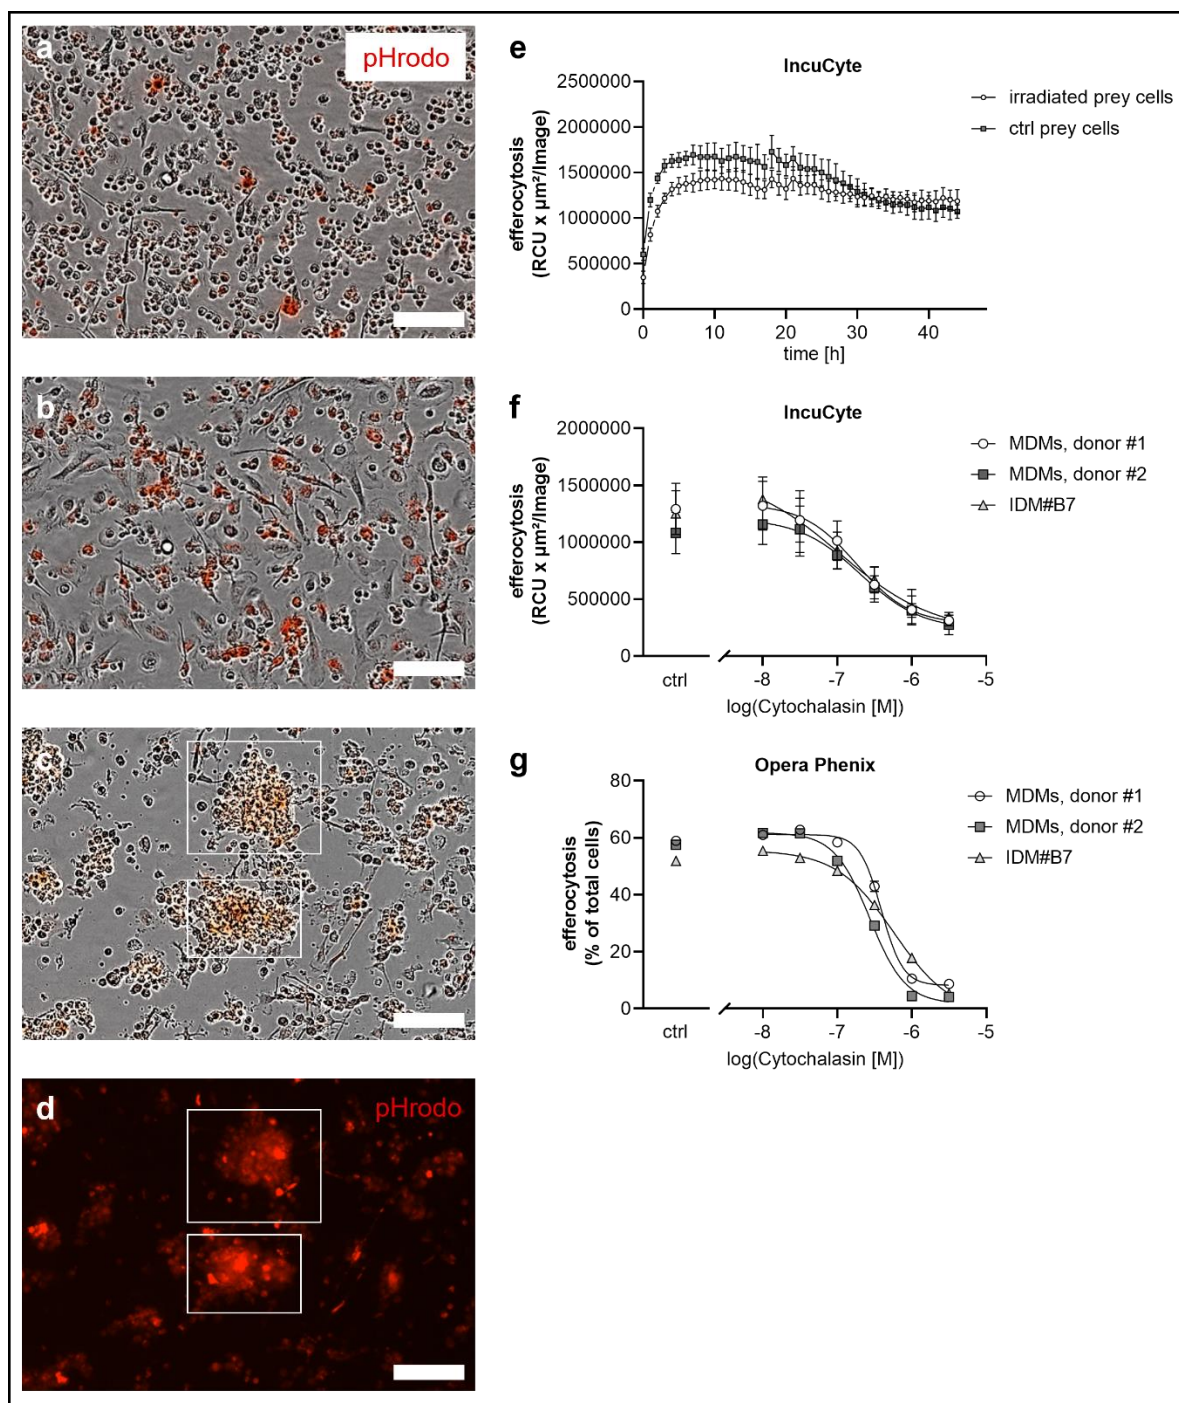 a
pHrodo
b
c
d
pHrodo
e
IncuCyte
efferocytosis
(RCU x µm²/Image)
2500000
2000000
1500000
1000000
500000
0
0
10
20
30
40
time [h]
irradiated prey cells
ctrl prey cells
f
IncuCyte
efferocytosis
(RCU x µm²/Image)
2000000
1500000
1000000
500000
0
ctrl
-8
-7
-6
-5
log(Cytochalasin [M])
MDMs, donor #1
MDMs, donor #2
IDM#B7
g
Opera Phenix
efferocytosis
(% of total cells)
80
60
40
20
0
ctrl
-8
-7
-6
-5
log(Cytochalasin [M])
MDMs, donor #1
MDMs, donor #2
IDM#B7